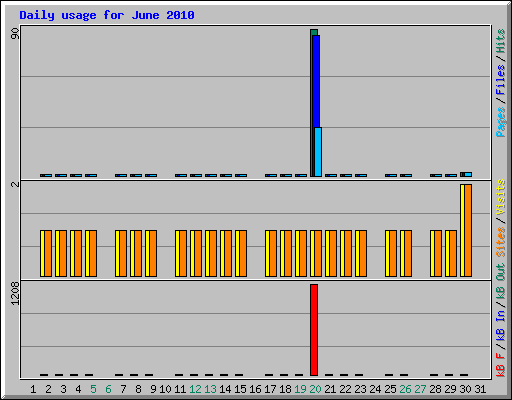 Daily usage for June 2010
90
Pages / Files / Hits
2
Sites / Visits
1208
kB F / kB In / kB Out
1 2 3 4 5 6 7 8 9 10 11 12 13 14 15 16 17 18 19 20 21 22 23 24 25 26 27 28 29 30 31